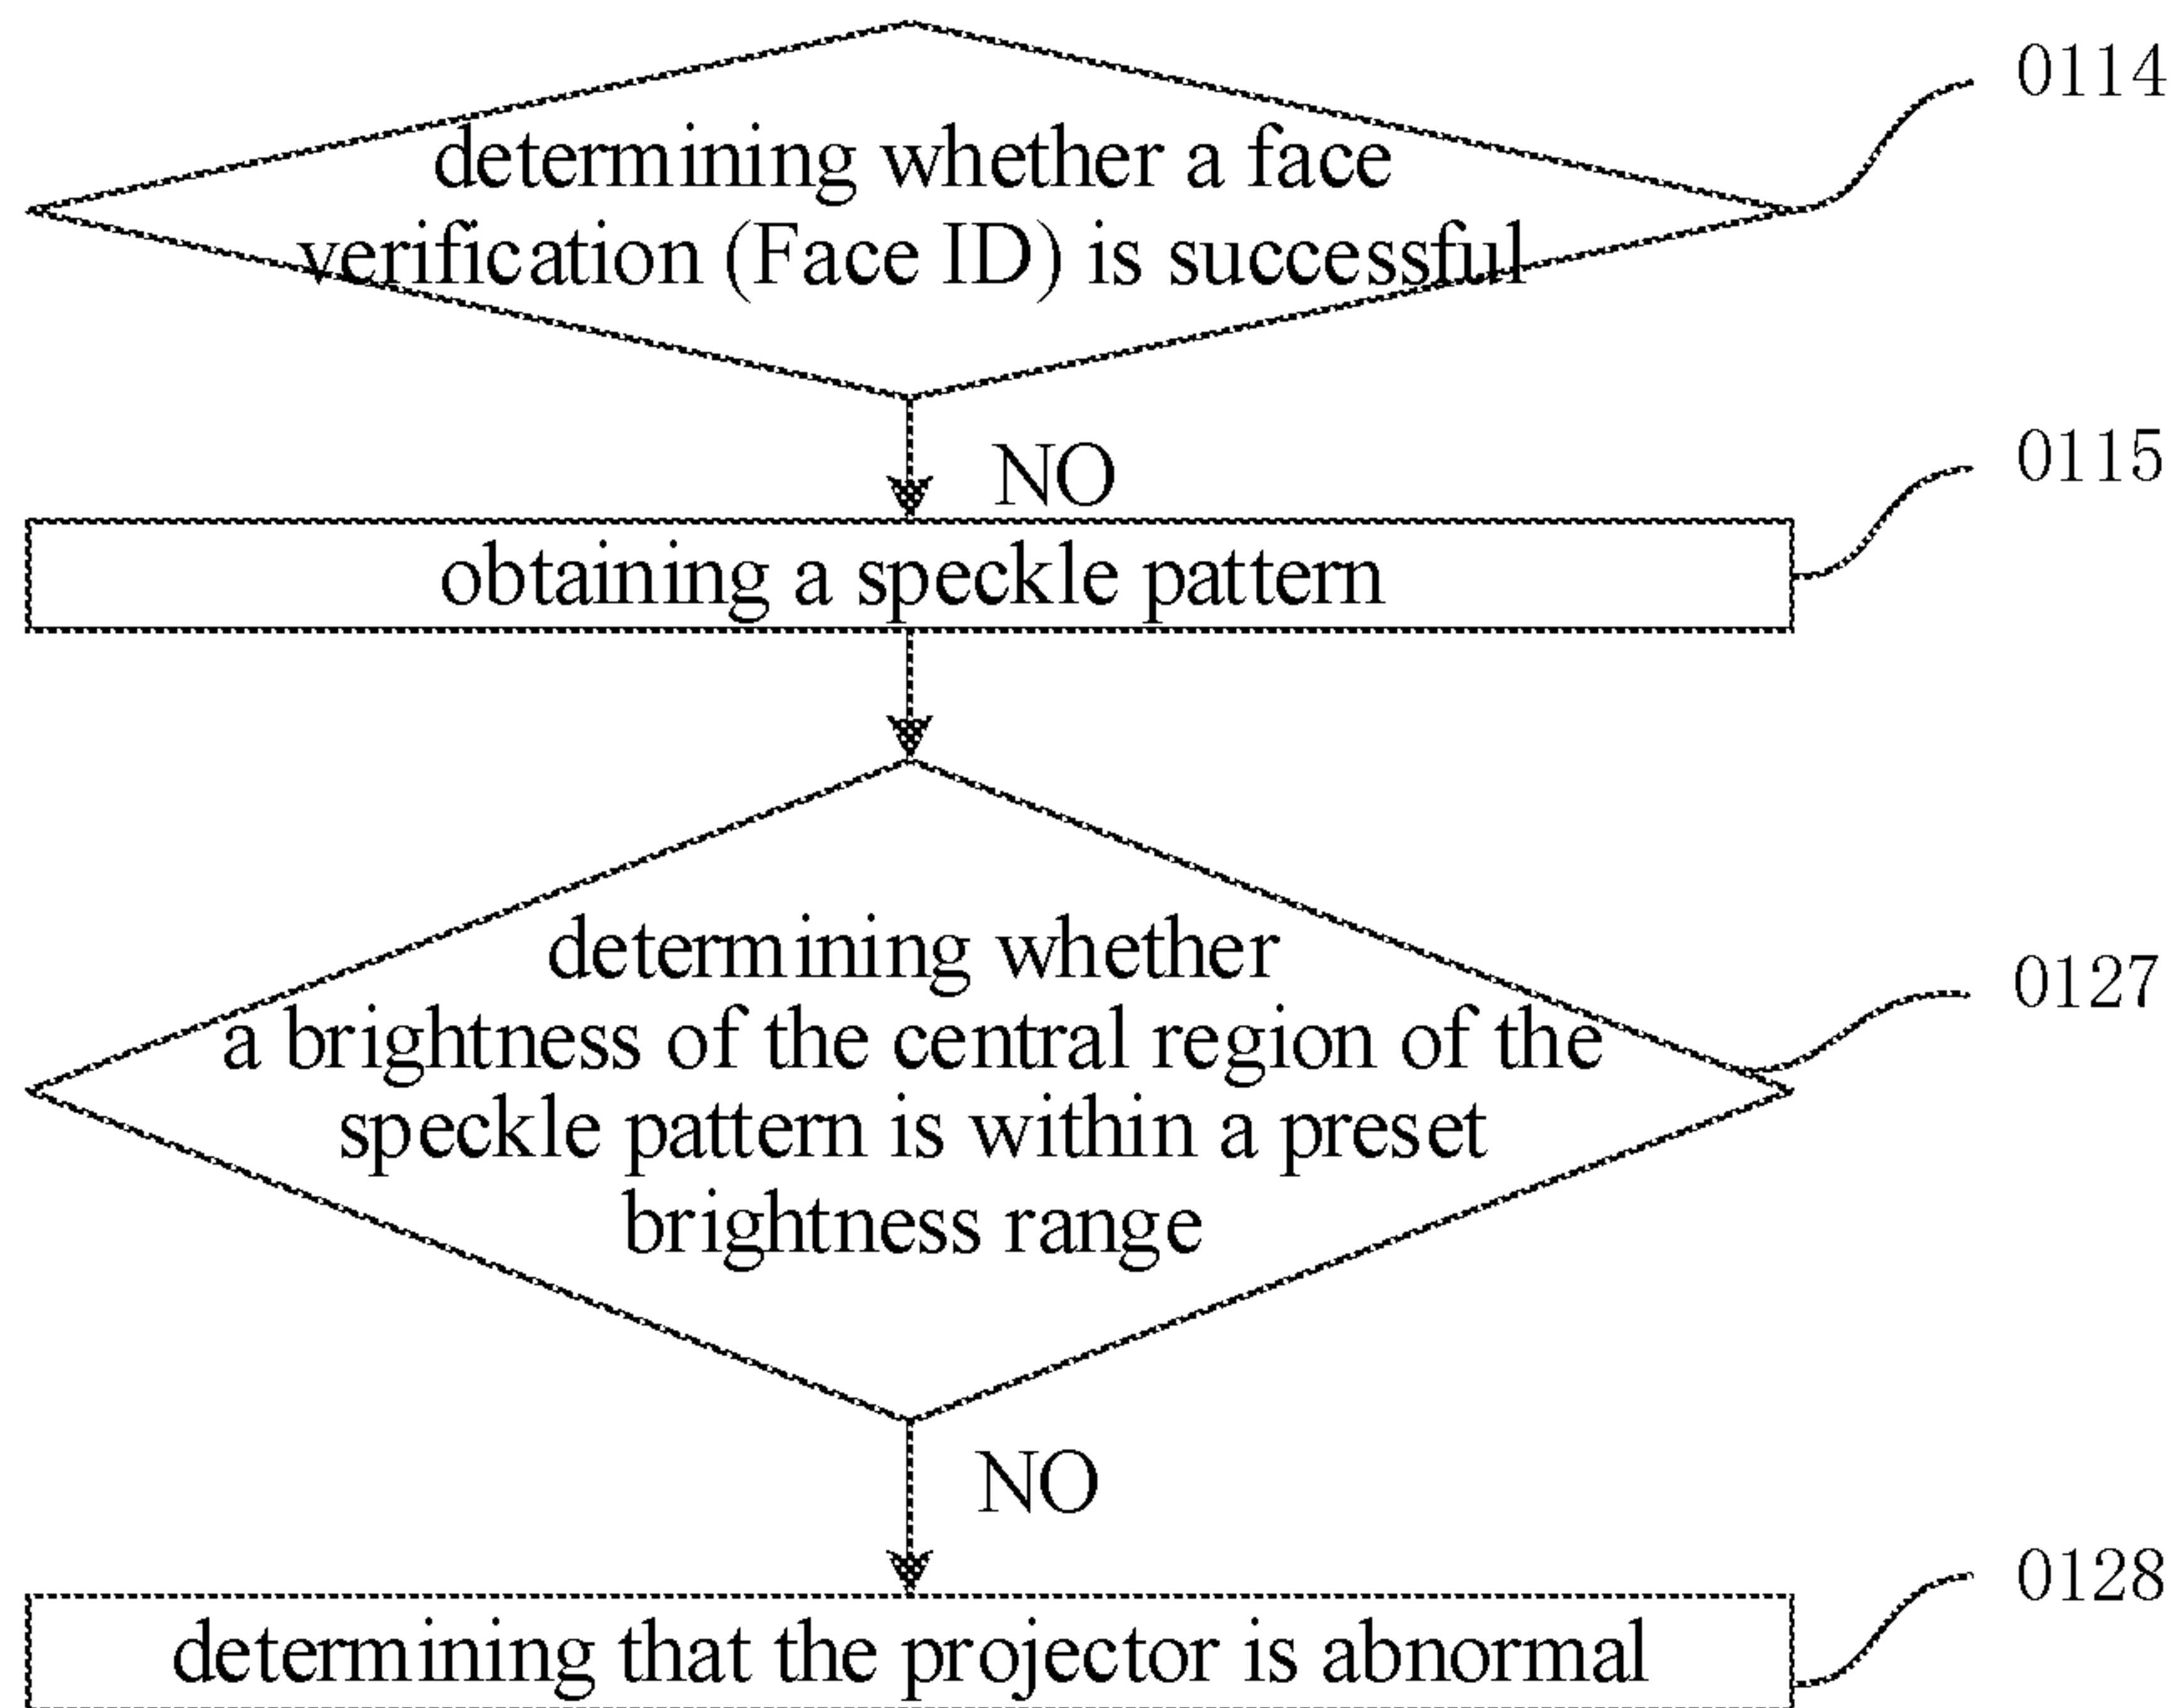 0114
determining whether a face
verification (Face ID) is successful
NO
0115
obtaining a speckle pattern
determining whether
0127
a brightness of the central region of the
speckle pattern is within a preset
brightness range
NO
0128
determining that the projector is abnormal